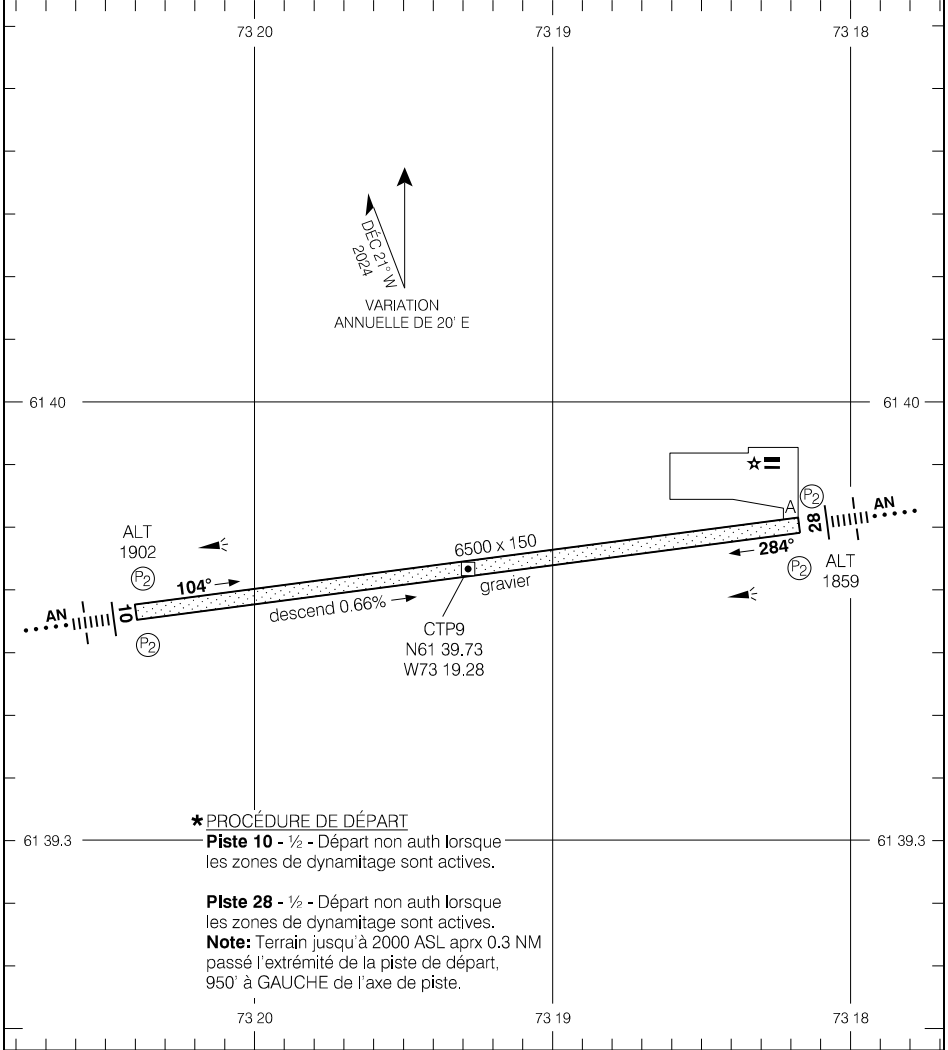 73 20
73 19
73 18
DÉC 21° W
2024
VARIATION
ANNUELLE DE 20' E
61 40
61 40
A
P2
28
AN
ALT
1902
6500 x 150
284°
ALT
1859
P2
P2
104°
gravier
descend 0.66%
AN
10
P2
CTP9
N61 39.73
W73 19.28
*PROCÉDURE DE DÉPART
61 39.3
Piste 10 - ½ - Départ non auth lorsque
61 39.3
les zones de dynamitage sont actives.
PIste 28 - ½ - Départ non auth lorsque
les zones de dynamitage sont actives.
Note: Terrain jusqu'à 2000 ASL aprx 0.3 NM
passé l'extrémité de la piste de départ,
950' à GAUCHE de l'axe de piste.
73 20
73 19
73 18